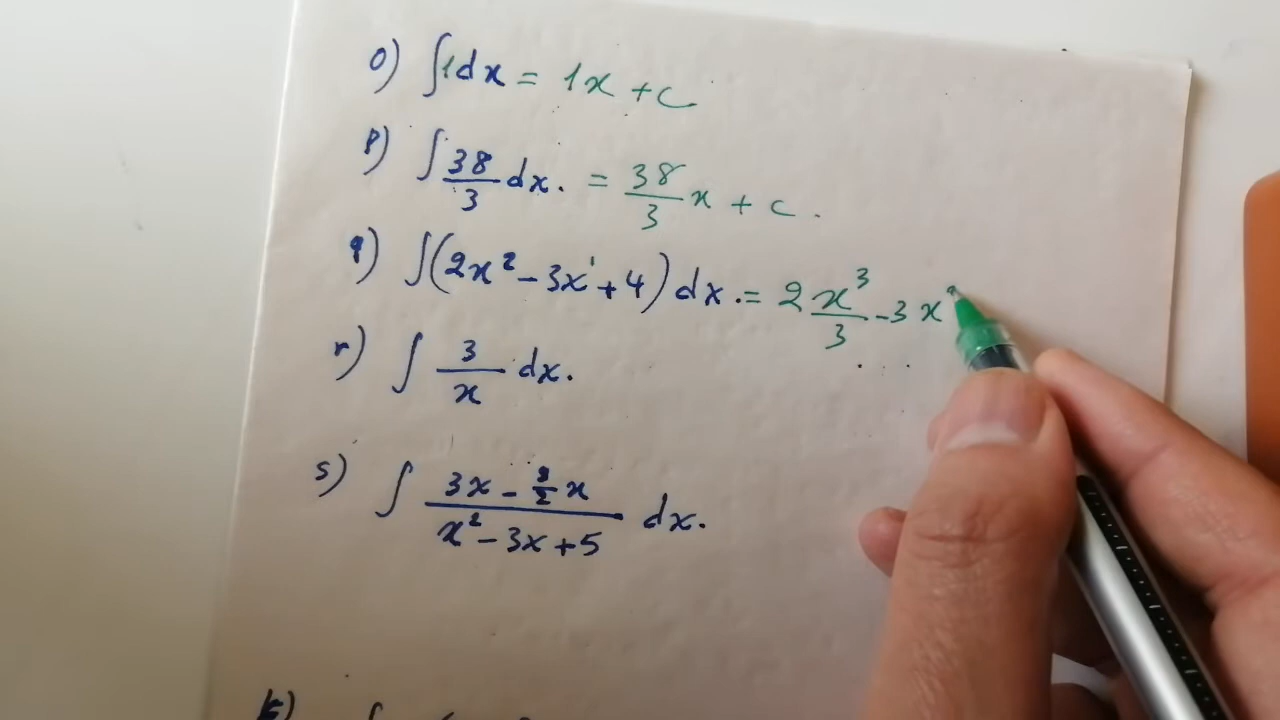 o) ∫1dx = 1x + c
p) ∫ 38/3 dx. = 38/3 x + c.
q) ∫(2x² - 3x¹ + 4) dx. = 2 x³/3 - 3 x
r) ∫ 3/x dx.
s) ∫ (3x - 3/2 x)/(x² - 3x + 5) dx.